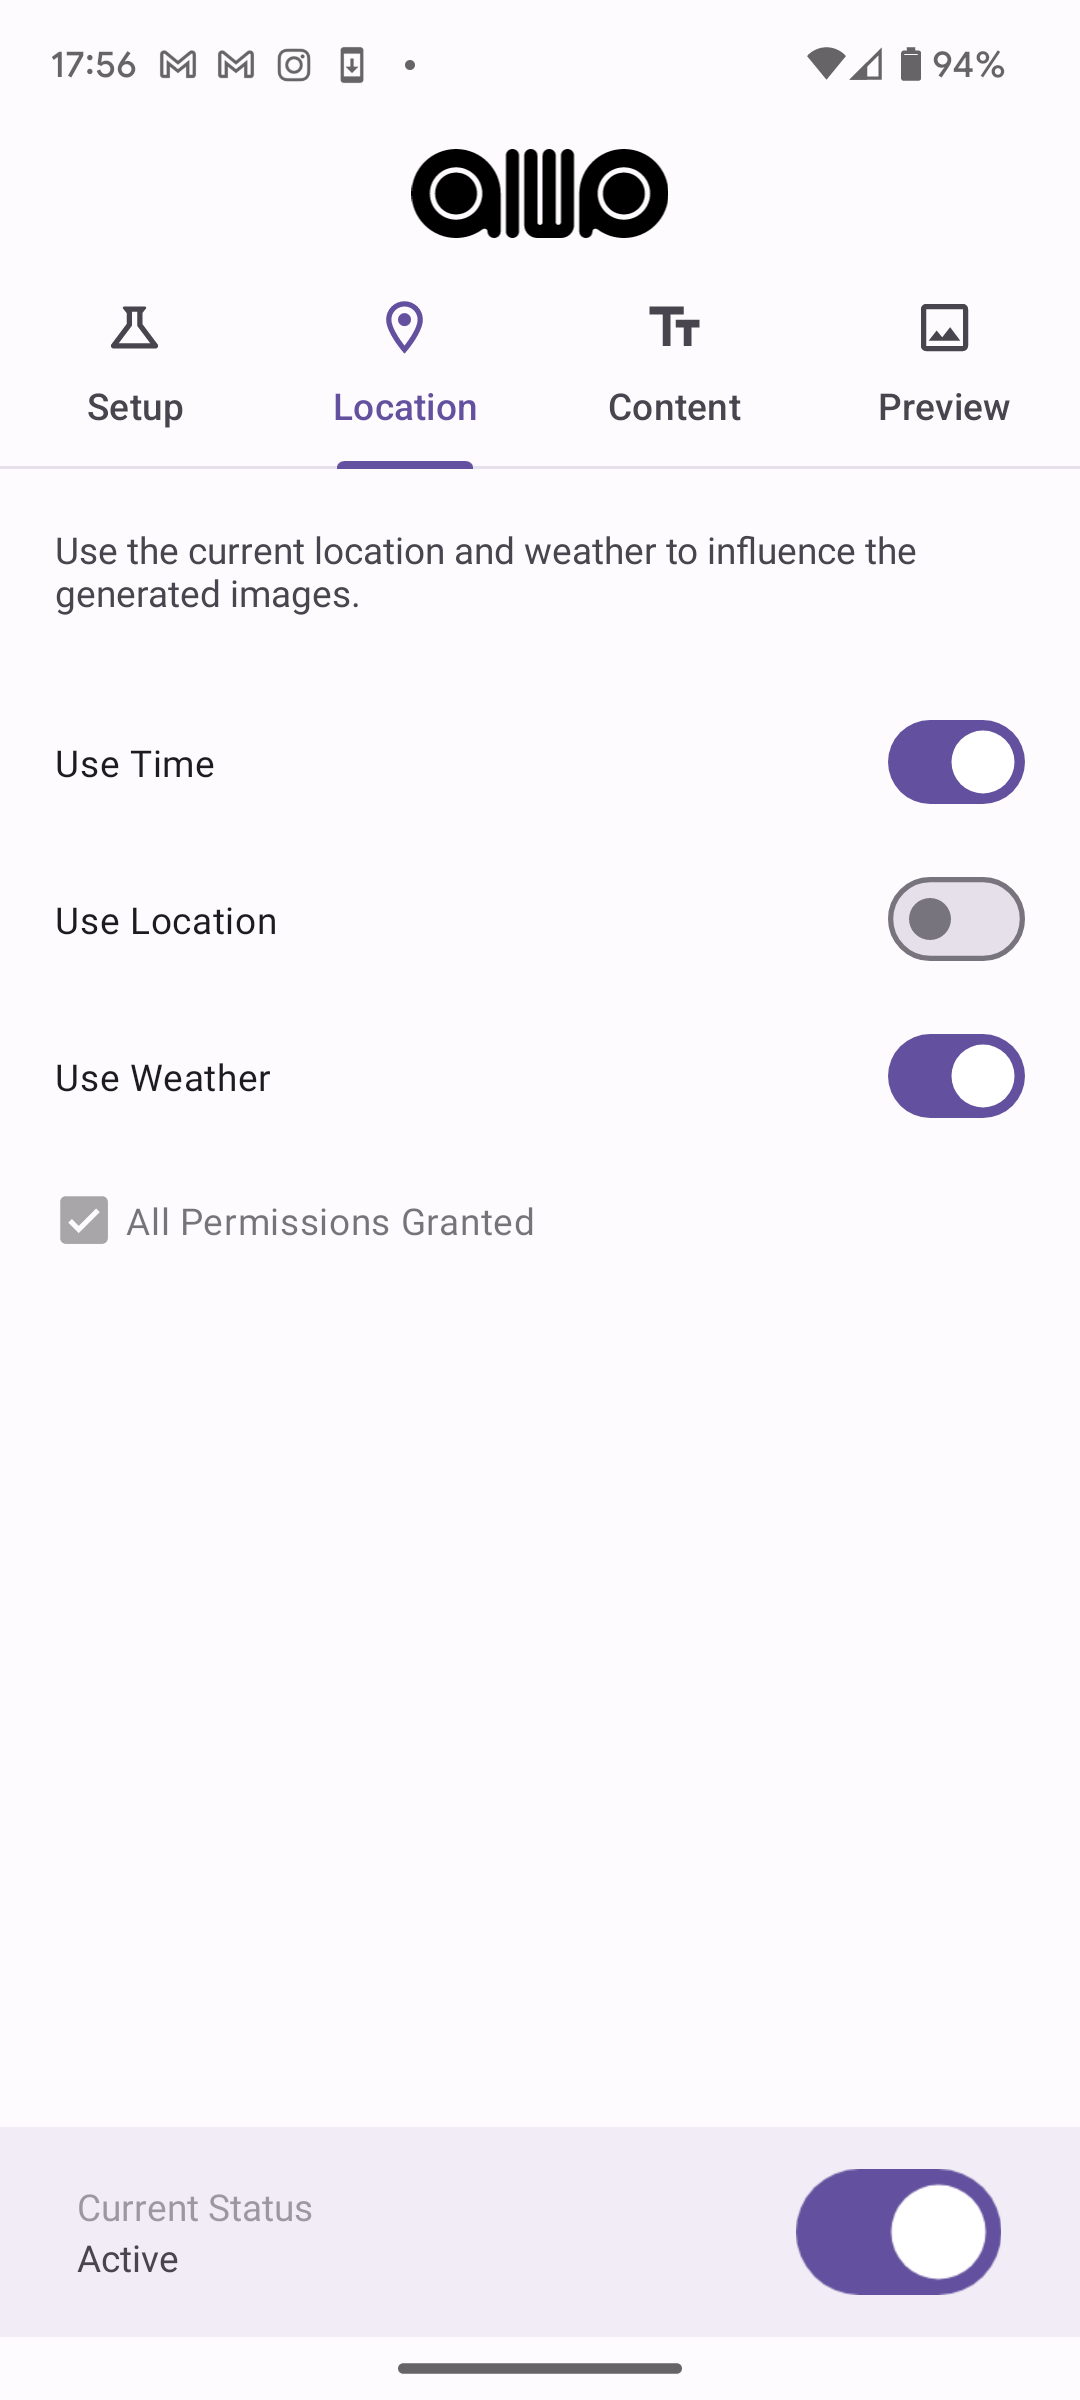 17:56
94%
Setup
Location
Content
Preview
Use the current location and weather to influence the
generated images.
Use Time
Use Location
Use Weather
All Permissions Granted
Current Status
Active